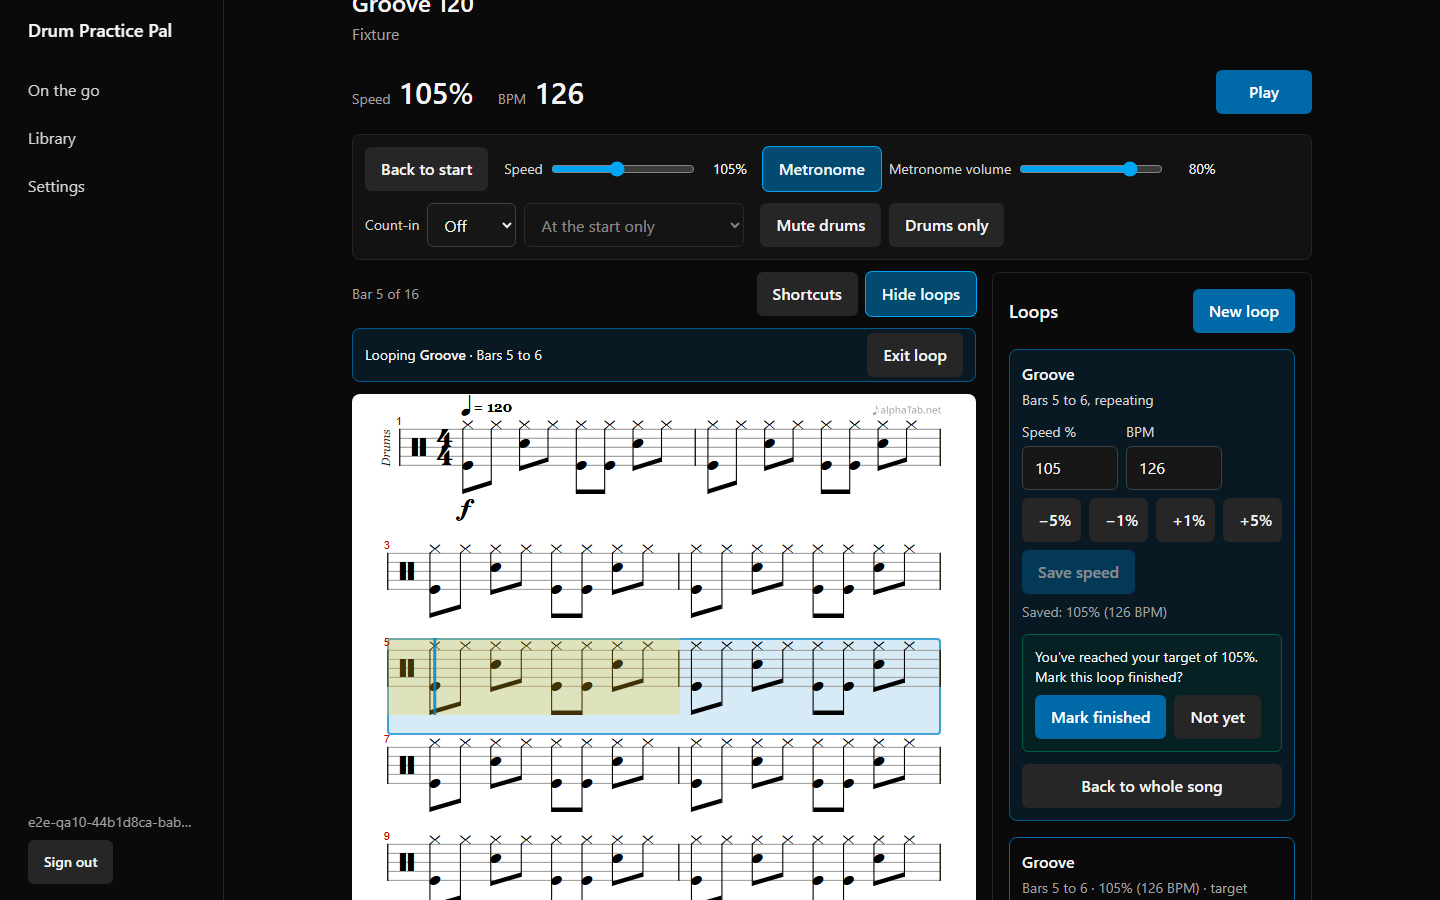 Drum Practice Pal
On the go
Library
Settings
e2e-qa10-44b1d8ca-bab...
Sign out
Groove 120
Fixture
Speed 105% BPM 126
Play
Back to start Speed 105% Metronome Metronome volume 80%
Count-in Off At the start only Mute drums Drums only
Bar 5 of 16
Shortcuts Hide loops
Looping Groove · Bars 5 to 6 Exit loop
= 120
alphaTab.net
1
Drums
4
4
f
3
5
7
9
Loops New loop
Groove
Bars 5 to 6, repeating
Speed % BPM
105 126
−5% −1% +1% +5%
Save speed
Saved: 105% (126 BPM)
You've reached your target of 105%.
Mark this loop finished?
Mark finished Not yet
Back to whole song
Groove
Bars 5 to 6 · 105% (126 BPM) · target